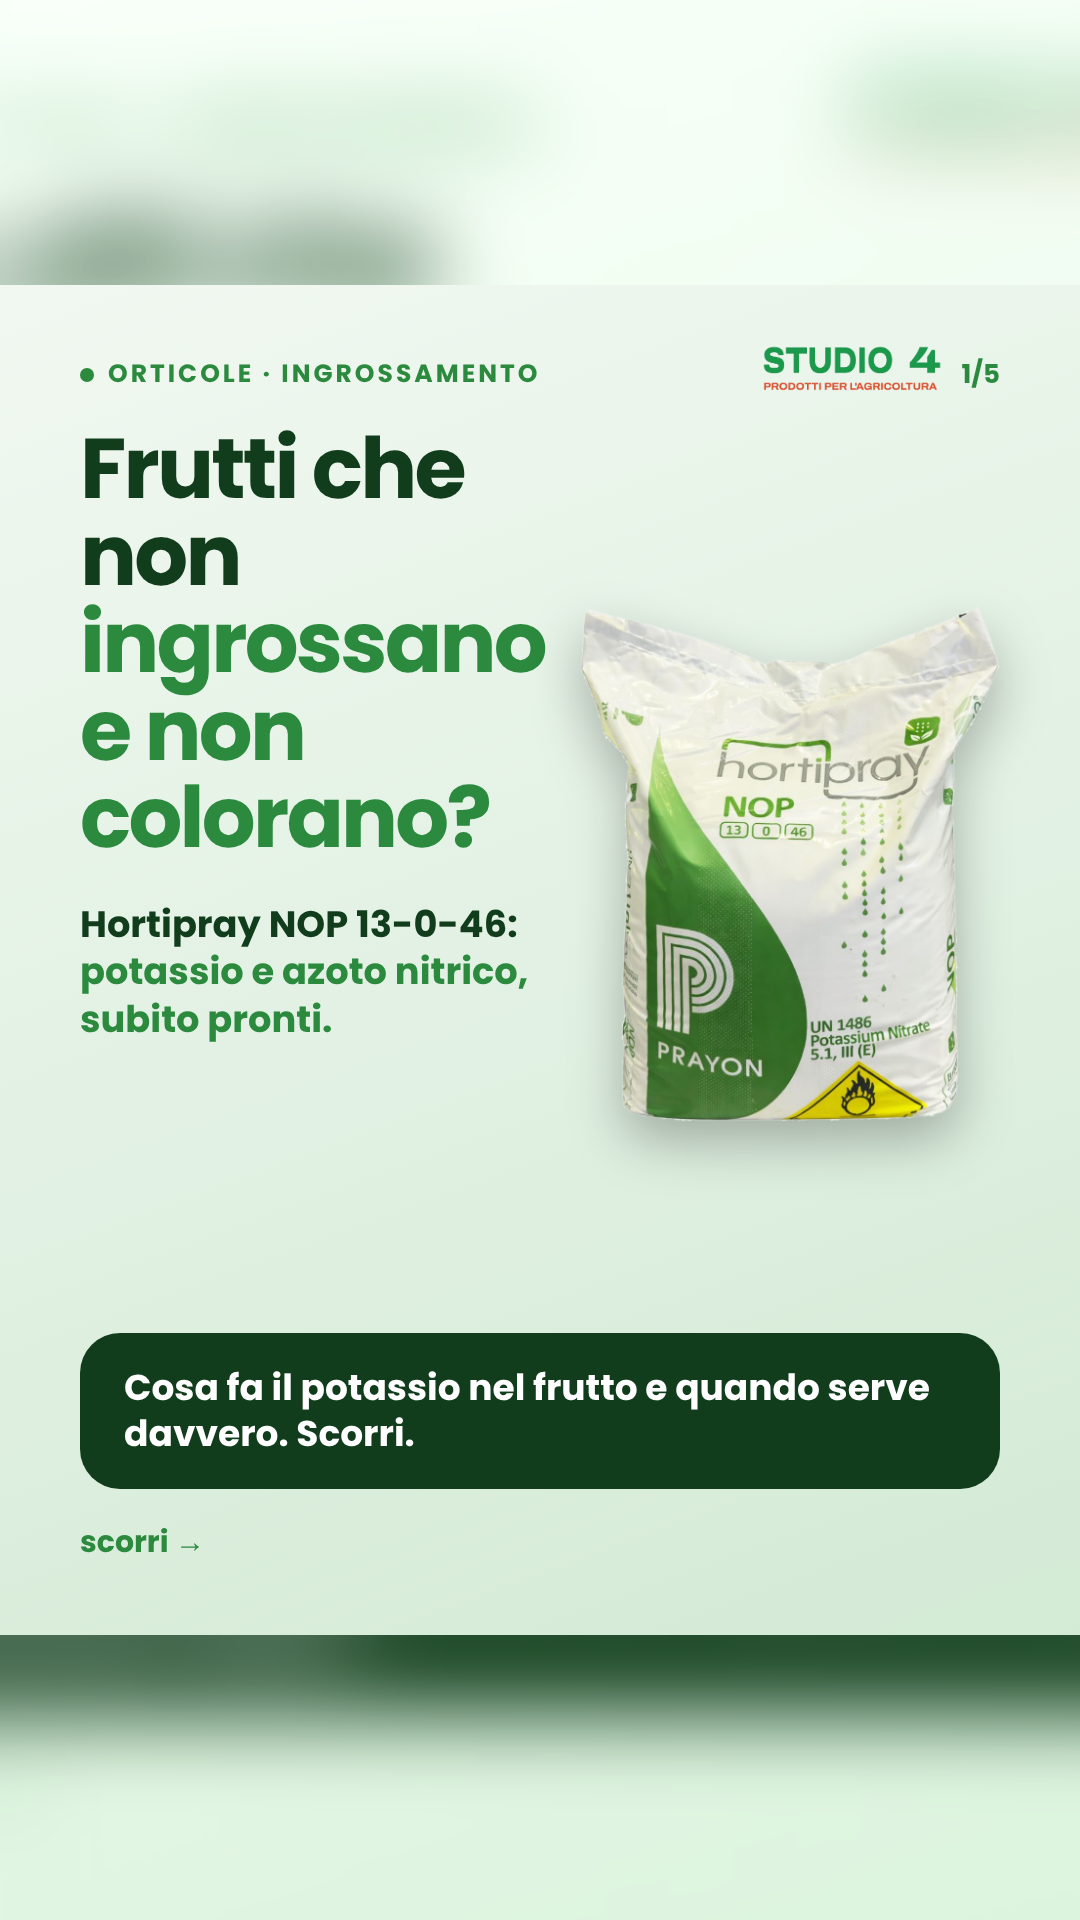 ORTICOLE · INGROSSAMENTO
STUDIO 4
PRODOTTI PER L'AGRICOLTURA
1/5
Frutti che
non
ingrossano
e non
colorano?
Hortipray NOP 13-0-46:
potassio e azoto nitrico,
subito pronti.
hortipray
NOP
13 0 46
PRAYON
UN 1486
Potassium Nitrate
5.1, III (E)
Cosa fa il potassio nel frutto e quando serve
davvero. Scorri.
scorri →